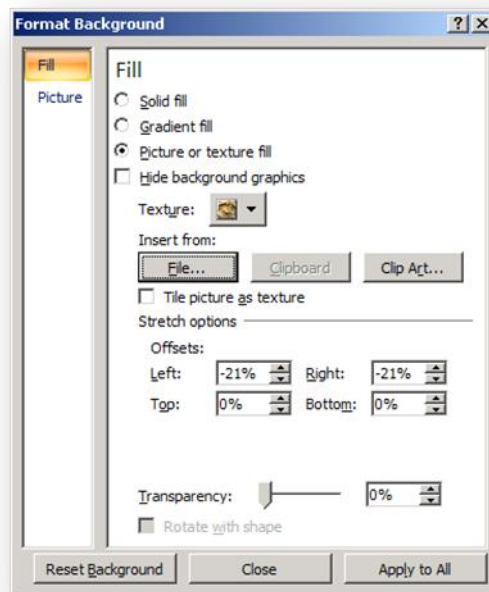 Format Background
Fill
Picture
Fill
Solid fill
Gradient fill
Picture or texture fill
Hide background graphics
Texture:
Insert from:
File... Clipboard Clip Art...
Tile picture as texture
Stretch options
Offsets:
Left: -21% Right: -21%
Top: 0% Bottom: 0%
Transparency: 0%
Rotate with shape
Reset Background Close Apply to All